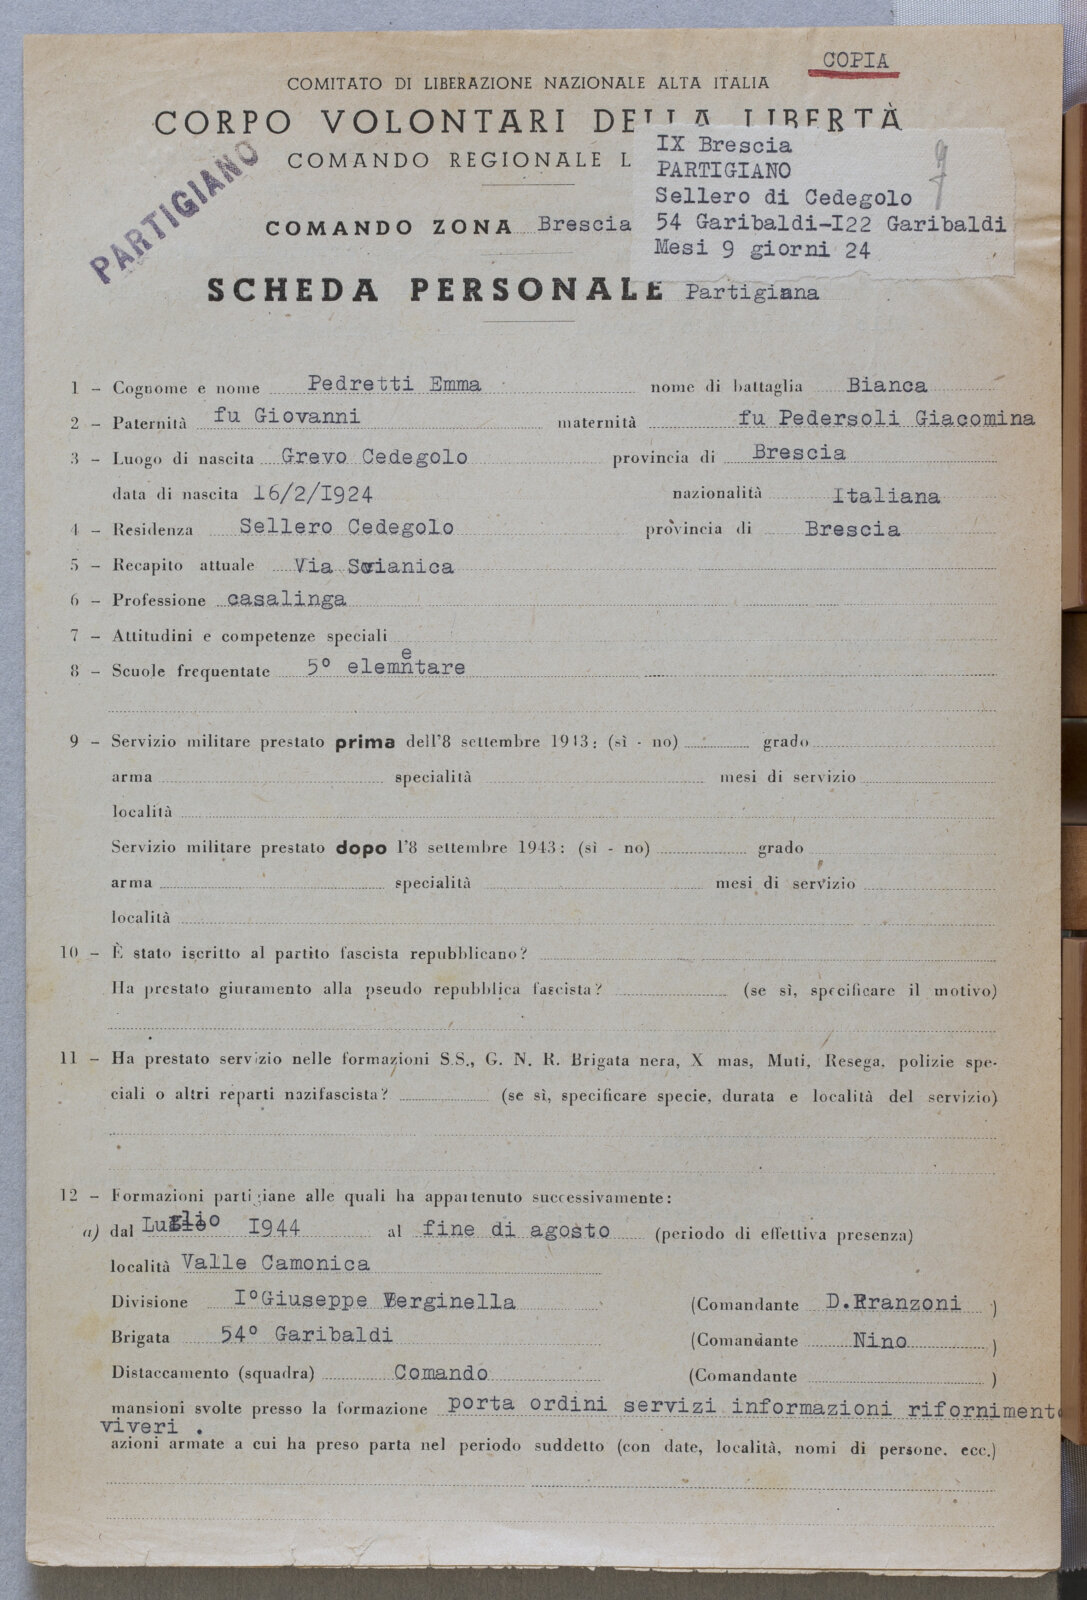 COPIA
COMITATO DI LIBERAZIONE NAZIONALE ALTA ITALIA
CORPO VOLONTARI DELLA LIBERTÀ
COMANDO REGIONALE L
PARTIGIANO
IX Brescia
PARTIGIANO
Sellero di Cedegolo
54 Garibaldi-I22 Garibaldi
Mesi 9 giorni 24
COMANDO ZONA Brescia
SCHEDA PERSONALE Partigiana
1 - Cognome e nome Pedretti Emma nome di battaglia Bianca
2 - Paternità fu Giovanni maternità fu Pedersoli Giacomina
3 - Luogo di nascita Grevo Cedegolo provincia di Brescia
data di nascita 16/2/I924 nazionalità Italiana
4 - Residenza Sellero Cedegolo provincia di Brescia
5 - Recapito attuale Via
6 - Professione casalinga
7 - Attitudini e competenze speciali
8 - Scuole frequentate 5° elementare
9 - Servizio militare prestato prima dell'8 settembre 1943: (sì - no) grado
arma specialità mesi di servizio
località
Servizio militare prestato dopo l'8 settembre 1943: (sì - no) grado
arma specialità mesi di servizio
località
10 - È stato iscritto al partito fascista repubblicano?
Ha prestato giuramento alla pseudo repubblica fascista? (se sì, specificare il motivo)
11 - Ha prestato servizio nelle formazioni S.S., G. N. R. Brigata nera, X mas, Muti, Resega, polizie spe-
ciali o altri reparti nazifascista? (se sì, specificare specie, durata e località del servizio)
12 - Formazioni partigiane alle quali ha appartenuto successivamente:
a) dal Luglio I944 al fine di agosto (periodo di effettiva presenza)
località Valle Camonica
Divisione I°Giuseppe Verginella (Comandante D.Franzoni )
Brigata 54° Garibaldi (Comandante Nino )
Distaccamento (squadra) Comando (Comandante )
mansioni svolte presso la formazione porta ordini servizi informazioni rifornimento
viveri .
azioni armate a cui ha preso parta nel periodo suddetto (con date, località, nomi di persone, ecc.)